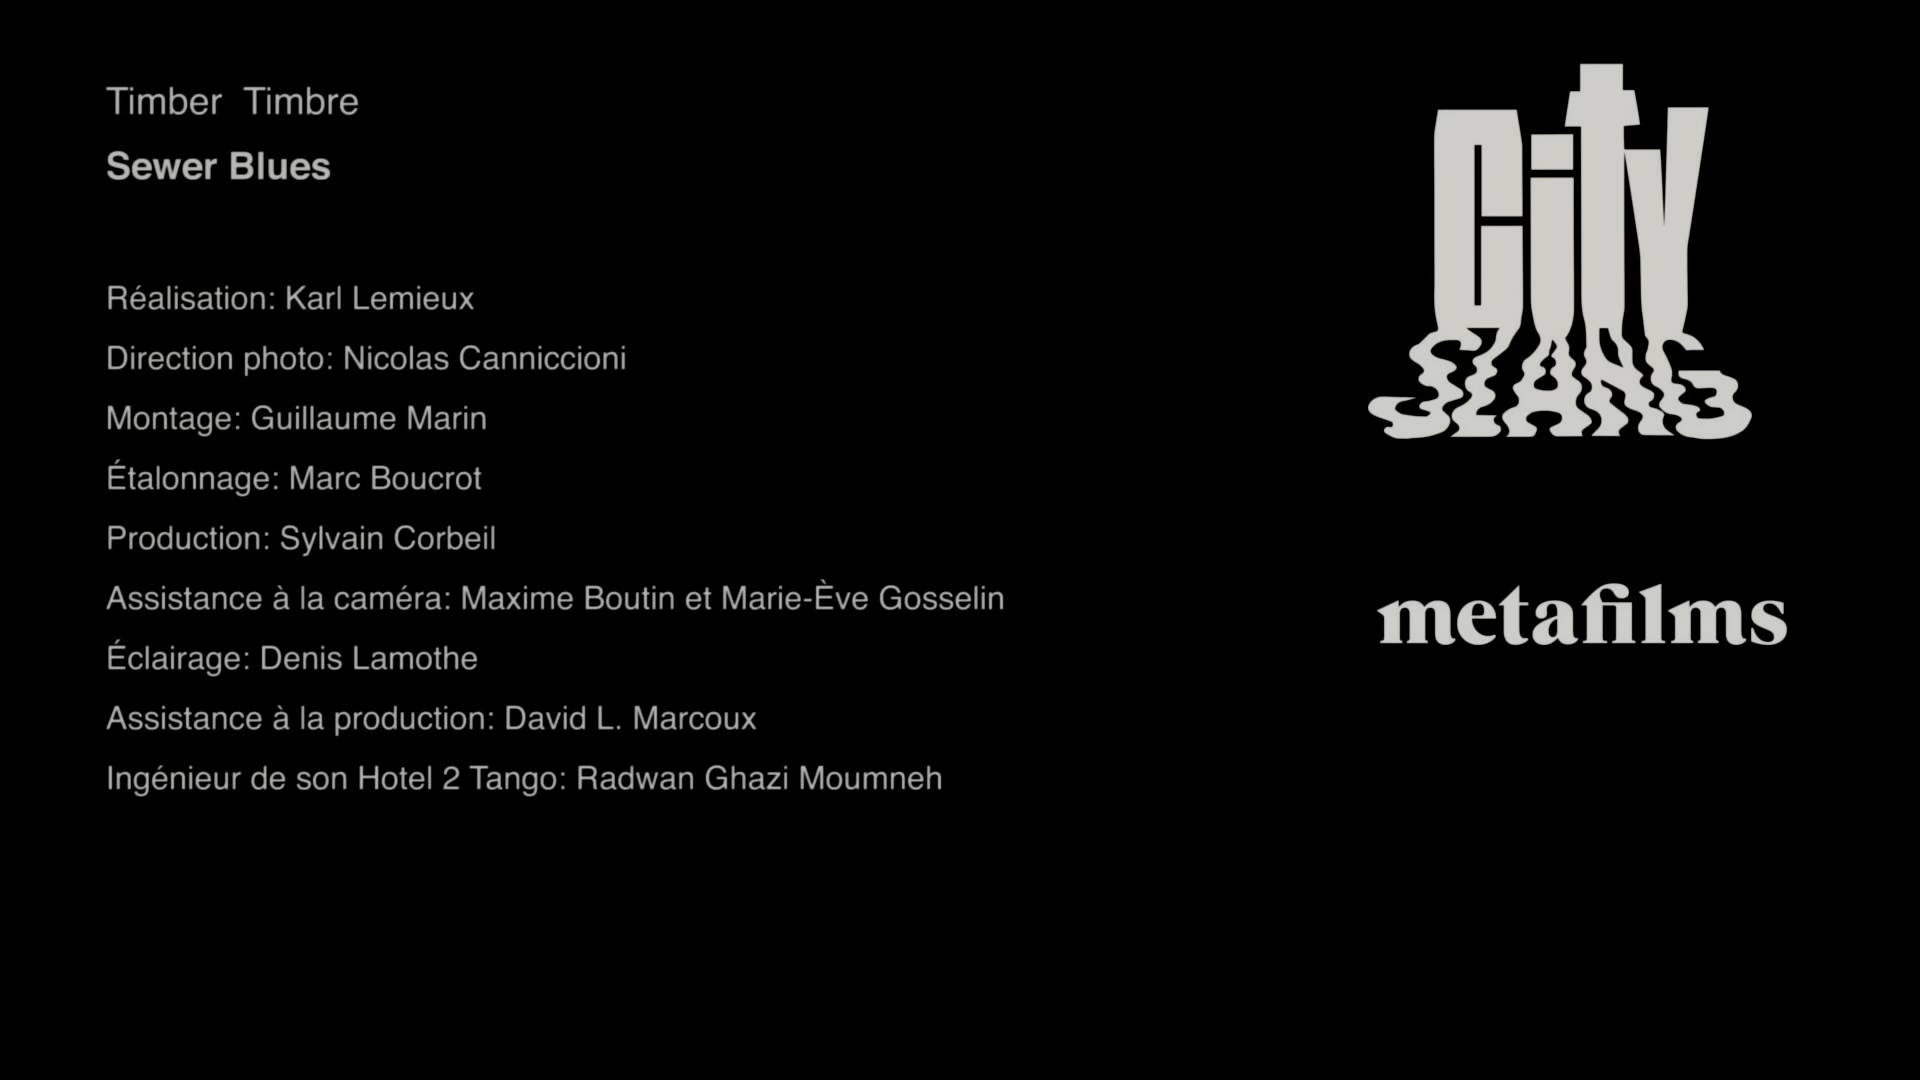 Timber Timbre
Sewer Blues
Réalisation: Karl Lemieux
Direction photo: Nicolas Canniccioni
Montage: Guillaume Marin
Étalonnage: Marc Boucrot
Production: Sylvain Corbeil
Assistance à la caméra: Maxime Boutin et Marie-Ève Gosselin
Éclairage: Denis Lamothe
Assistance à la production: David L. Marcoux
Ingénieur de son Hotel 2 Tango: Radwan Ghazi Moumneh
City
SLANG
metafilms